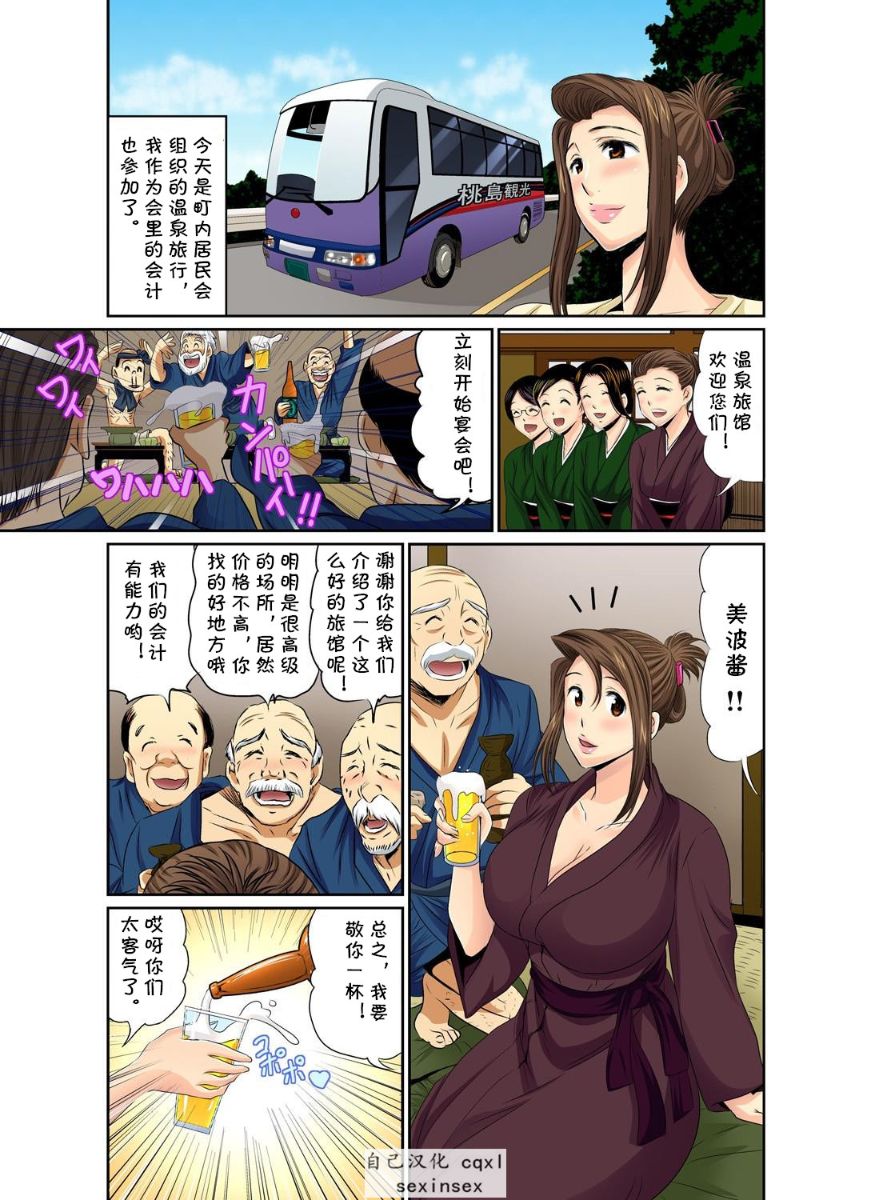 今天是町内居民会
组织的温泉旅行，
我作为会里的会计
也参加了。
桃島観光
温泉旅馆
欢迎您们！
立刻开始宴会吧！
ワイ
ワイ
カンパーイ!!
ワハハハ
美波酱
!!
谢谢你给我们
介绍了一个这
么好的旅馆呢！
明明是很高级
的场所，居然
价格不高，你
找的好地方哦
我们的会计
有能力哟！
总之，我要
敬你一杯！
哎呀你们
太客气了。
コポポ♡
自己汉化 cqxl
sexinsex